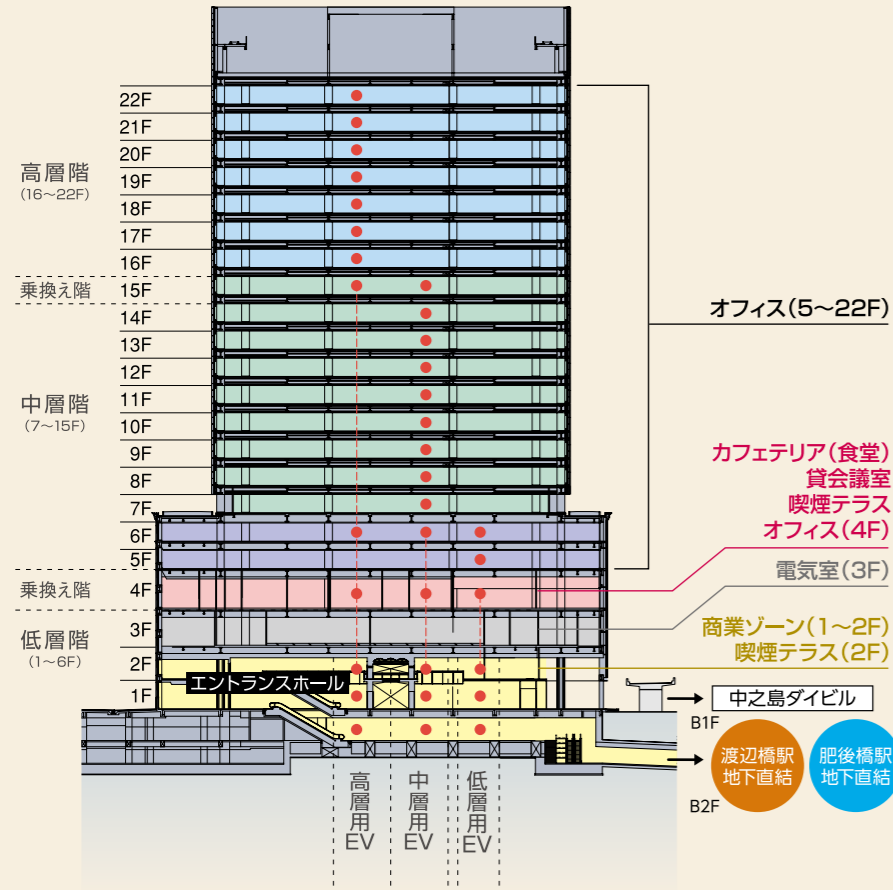 22F
21F
20F
高層階
(16〜22F)
19F
18F
17F
16F
乗換え階
15F
14F
13F
12F
中層階
(7〜15F)
11F
10F
9F
8F
7F
6F
5F
乗換え階
4F
3F
低層階
(1〜6F)
2F
1F
エントランスホール
オフィス(5〜22F)
カフェテリア(食堂)
貸会議室
喫煙テラス
オフィス(4F)
電気室(3F)
商業ゾーン(1〜2F)
喫煙テラス(2F)
中之島ダイビル
B1F
渡辺橋駅
地下直結
肥後橋駅
地下直結
B2F
高層用EV
中層用EV
低層用EV